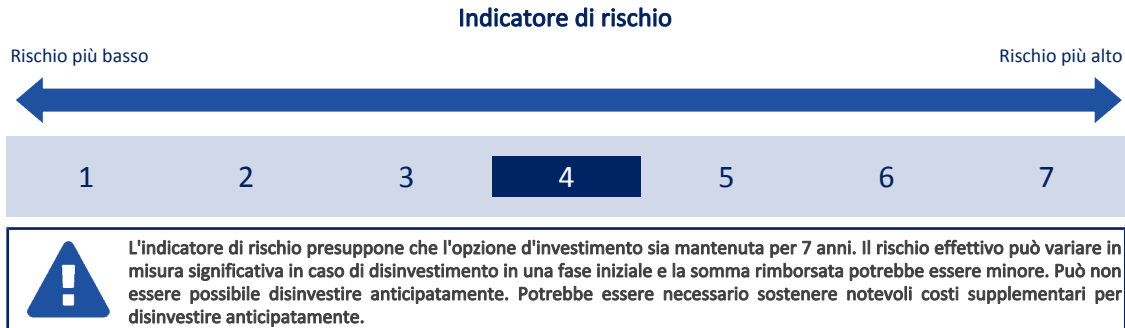 Indicatore di rischio
Rischio più basso Rischio più alto
1 2 3 4 5 6 7
L'indicatore di rischio presuppone che l'opzione d'investimento sia mantenuta per 7 anni. Il rischio effettivo può variare in
misura significativa in caso di disinvestimento in una fase iniziale e la somma rimborsata potrebbe essere minore. Può non
essere possibile disinvestire anticipatamente. Potrebbe essere necessario sostenere notevoli costi supplementari per
disinvestire anticipatamente.